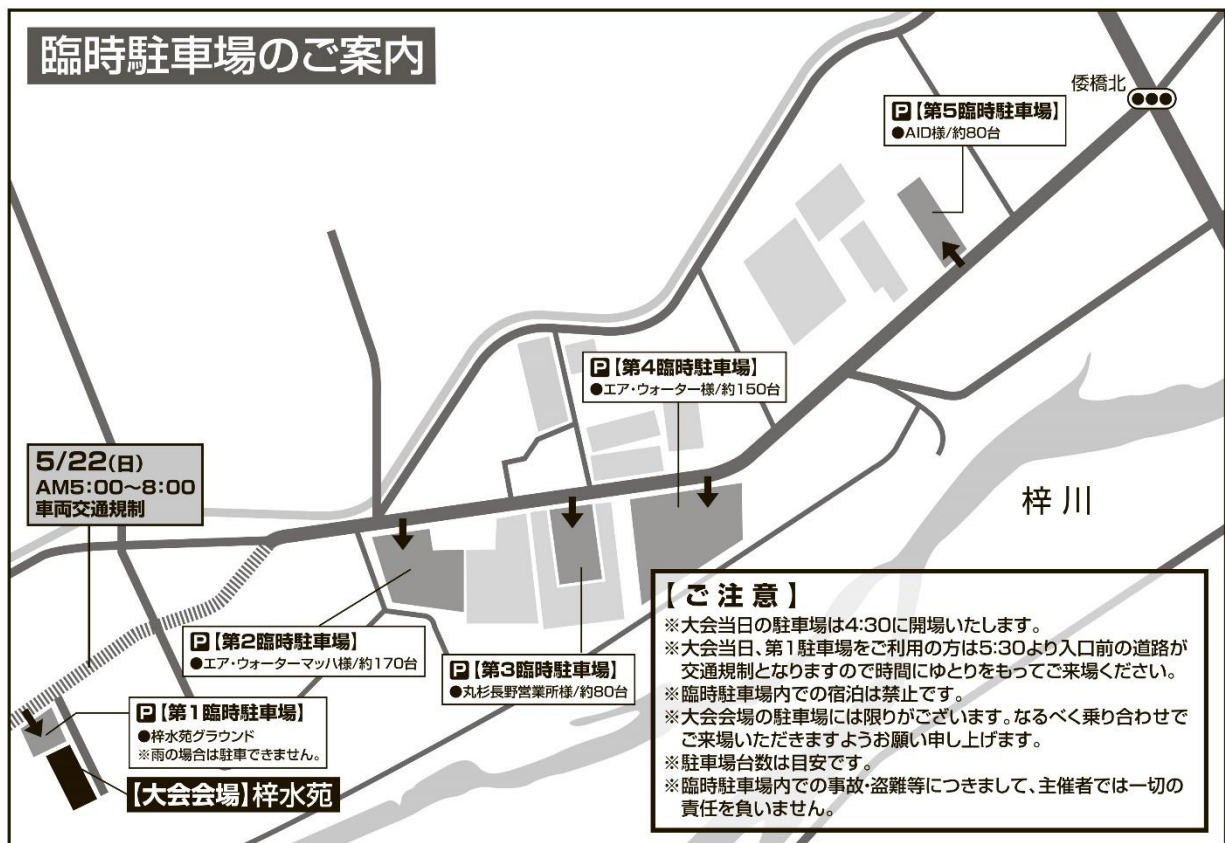 臨時駐車場のご案内
倭橋北
P【第5臨時駐車場】
●AID様/約80台
P【第4臨時駐車場】
●エア・ウォーター様/約150台
5/22(日)
AM5:00～8:00
車両交通規制
梓川
P【第2臨時駐車場】
●エア・ウォーターマッハ様/約170台
P【第3臨時駐車場】
●丸杉長野営業所様/約80台
P【第1臨時駐車場】
●梓水苑グラウンド
※雨の場合は駐車できません。
【大会会場】梓水苑
【ご注意】
※大会当日の駐車場は4:30に開場いたします。
※大会当日、第1駐車場をご利用の方は5:30より入口前の道路が
交通規制となりますので時間にゆとりをもってご来場ください。
※臨時駐車場内での宿泊は禁止です。
※大会会場の駐車場には限りがございます。なるべく乗り合わせで
ご来場いただきますようお願い申し上げます。
※駐車場台数は目安です。
※臨時駐車場内での事故・盗難等につきまして、主催者では一切の
責任を負いません。